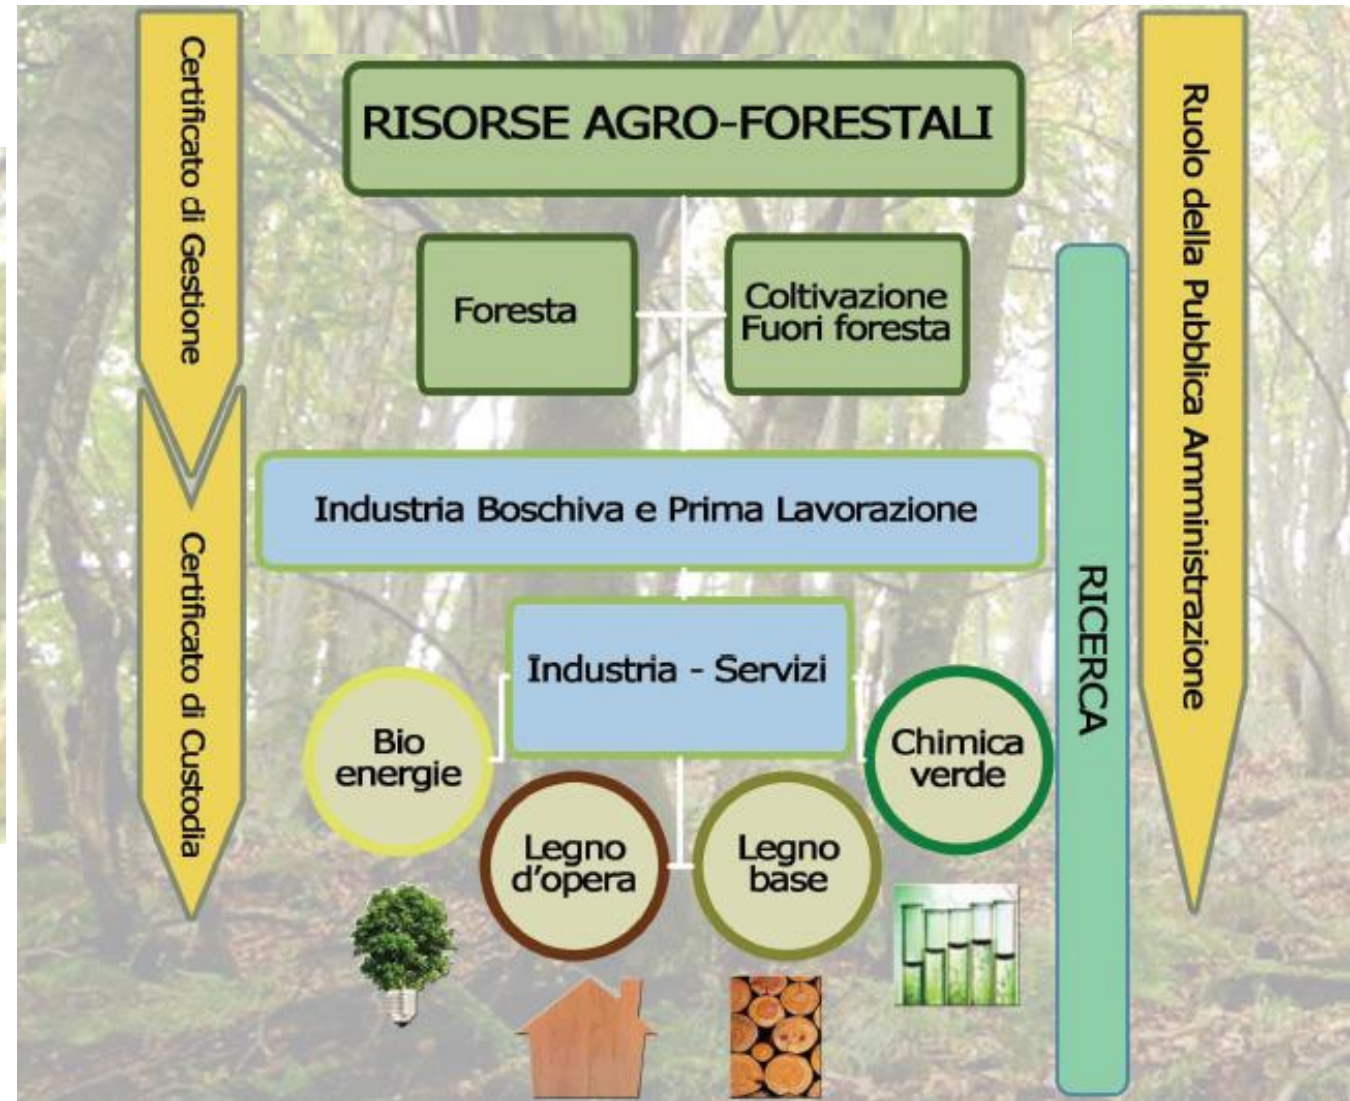 Certificato di Gestione
Certificato di Custodia
RISORSE AGRO-FORESTALI
Foresta
Coltivazione
Fuori foresta
Industria Boschiva e Prima Lavorazione
Industria - Servizi
Bio
energie
Legno
d'opera
Legno
base
Chimica
verde
RICERCA
Ruolo della Pubblica Amministrazione